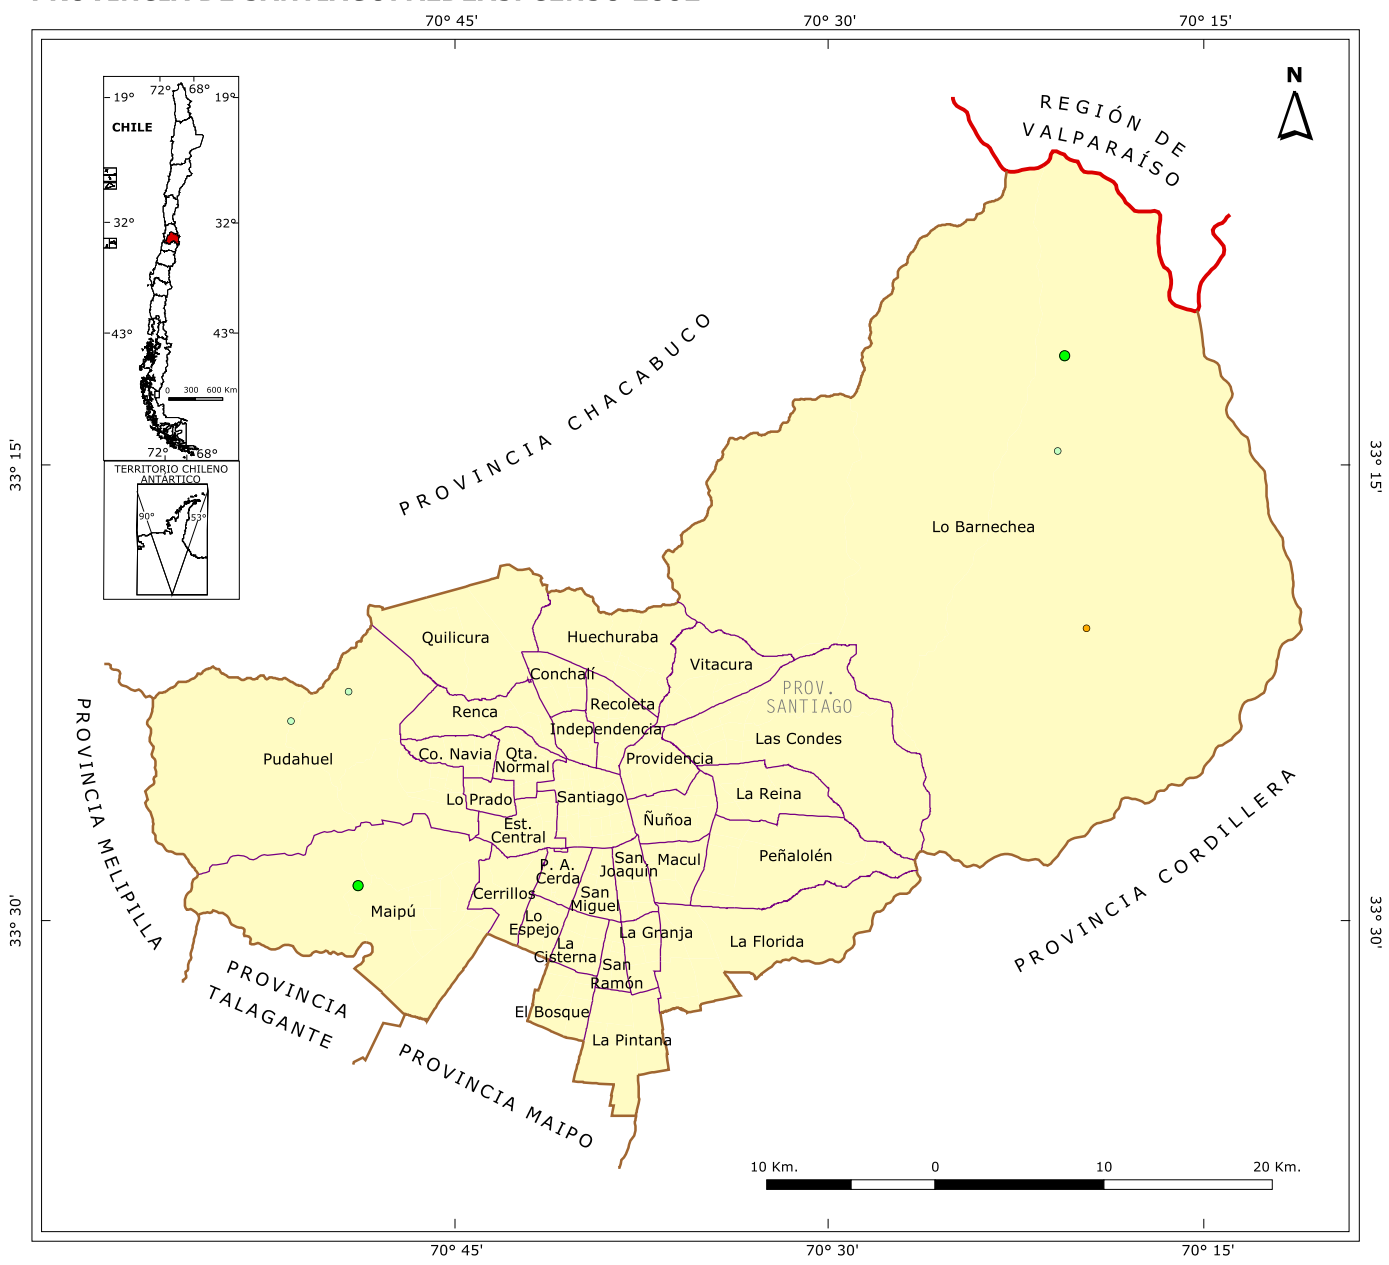 70° 45'
70° 30'
70° 15'
72°
68°
19°
19°
CHILE
32°
32°
43°
43°
0 300 600 Km
72°
68°
TERRITORIO CHILENO
ANTÁRTICO
90°
53°
N
REGIÓN DE
VALPARAÍSO
PROVINCIA CHACABUCO
33° 15'
33° 15'
Lo Barnechea
Quilicura
Huechuraba
Vitacura
Conchalí
PROV.
SANTIAGO
Recoleta
Renca
Independencia
Las Condes
Co. Navia
Qta.
Normal
Providencia
Pudahuel
PROVINCIA MELIPILLA
Lo Prado
Santiago
La Reina
Ñuñoa
Est.
Central
Peñalolén
San
Joaquín
Macul
P. A.
Cerda
Cerrillos
San
Miguel
Maipú
Lo
Espejo
La Granja
La Florida
La
Cisterna
San
Ramón
El Bosque
La Pintana
PROVINCIA CORDILLERA
33° 30'
33° 30'
PROVINCIA
TALAGANTE
PROVINCIA MAIPO
10 Km. 0 10 20 Km.
70° 45'
70° 30'
70° 15'